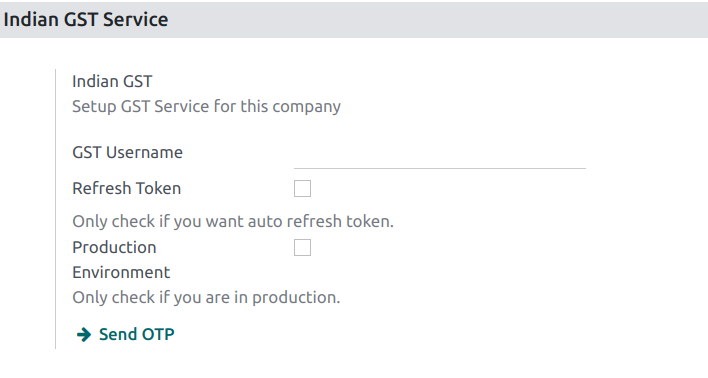 Indian GST Service
Indian GST
Setup GST Service for this company
GST Username
Refresh Token
Only check if you want auto refresh token.
Production
Environment
Only check if you are in production.
Send OTP